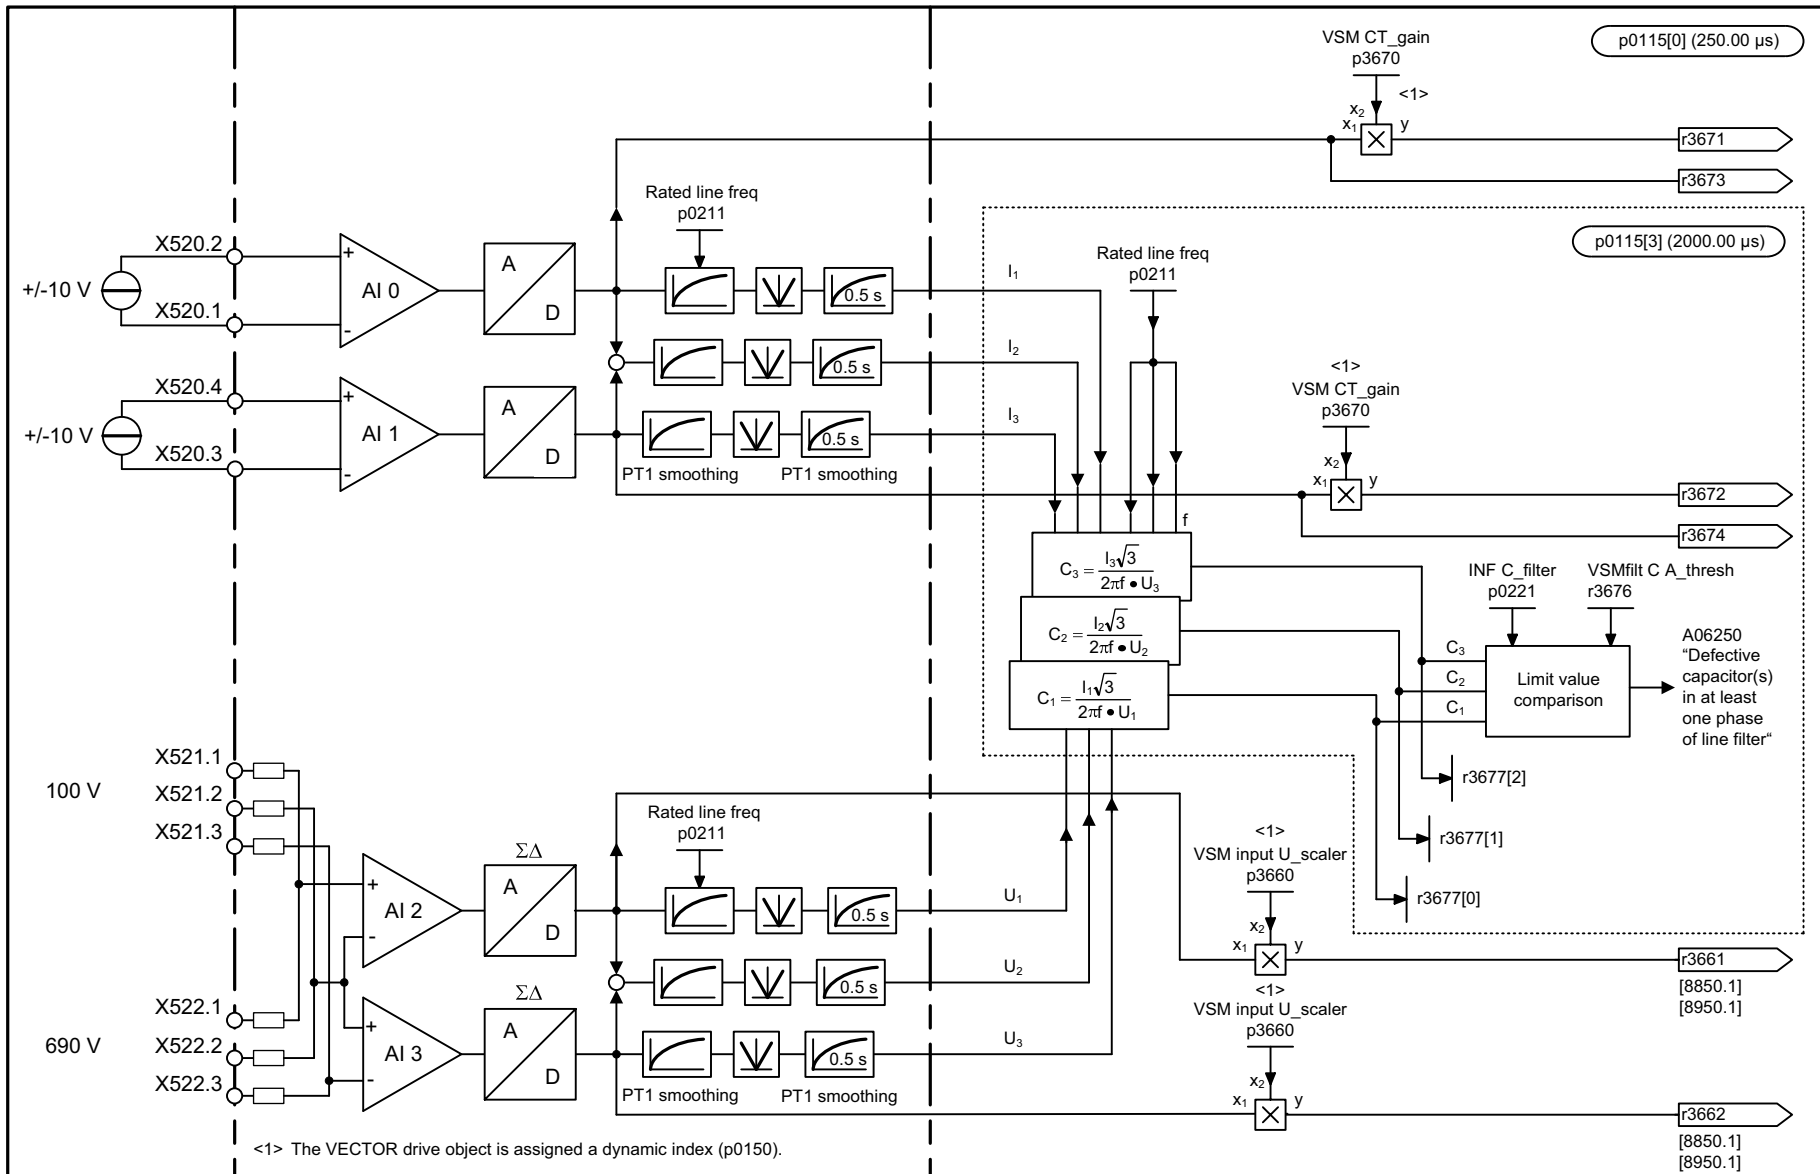 VSM CT_gain
p3670
<1>
x2
x1
y
p0115[0] (250.00 µs)
r3671
r3673
Rated line freq
p0211
p0115[3] (2000.00 µs)
+/-10 V
X520.2
X520.1
+
-
AI 0
A
D
0.5 s
I1
Rated line freq
p0211
0.5 s
I2
+/-10 V
X520.4
X520.3
+
-
AI 1
A
D
0.5 s
I3
PT1 smoothing
PT1 smoothing
<1>
VSM CT_gain
p3670
x2
x1
y
r3672
r3674
f
C3 = I3√3 / 2πf • U3
C2 = I2√3 / 2πf • U2
C1 = I1√3 / 2πf • U1
INF C_filter
p0221
VSMfilt C A_thresh
r3676
C3
C2
C1
Limit value
comparison
A06250
“Defective
capacitor(s)
in at least
one phase
of line filter“
r3677[2]
r3677[1]
r3677[0]
100 V
X521.1
X521.2
X521.3
690 V
X522.1
X522.2
X522.3
+
-
AI 2
ΣΔ
A
D
Rated line freq
p0211
0.5 s
U1
0.5 s
U2
+
-
AI 3
ΣΔ
A
D
0.5 s
U3
PT1 smoothing
PT1 smoothing
<1>
VSM input U_scaler
p3660
x2
x1
y
r3661
[8850.1]
[8950.1]
<1>
VSM input U_scaler
p3660
x2
x1
y
r3662
[8850.1]
[8950.1]
<1> The VECTOR drive object is assigned a dynamic index (p0150).